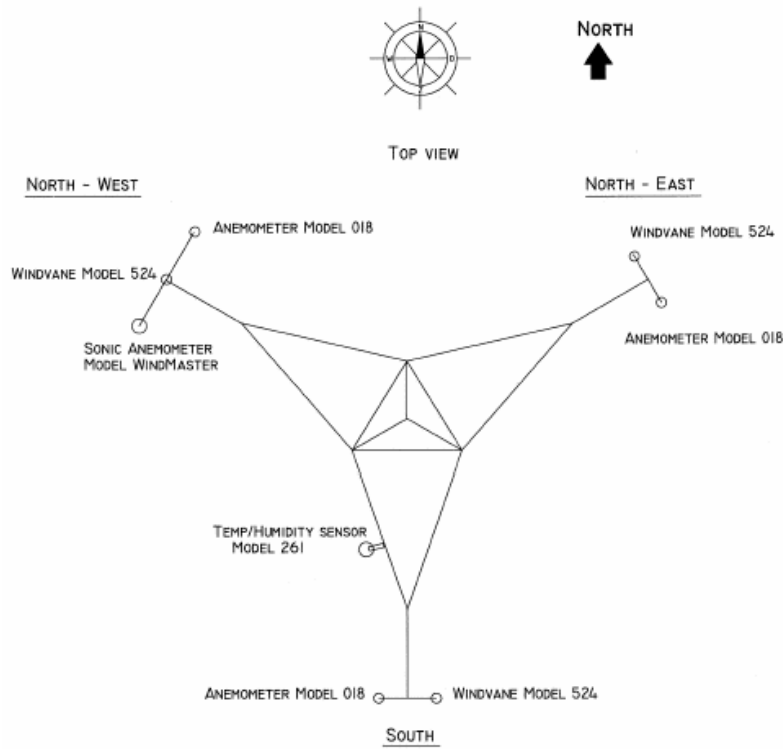 N
NORTH
W
O
TOP VIEW
NORTH - WEST
NORTH - EAST
ANEMOMETER MODEL 018
WINDVANE MODEL 524
WINDVANE MODEL 524
SONIC ANEMOMETER
MODEL WINDMASTER
ANEMOMETER MODEL 018
TEMP/HUMIDITY SENSOR
MODEL 261
ANEMOMETER MODEL 018
WINDVANE MODEL 524
SOUTH